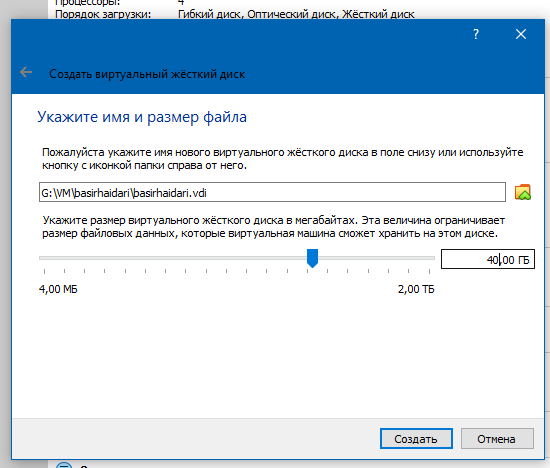 Процессоры: 4
Порядок загрузки: Гибкий диск, Оптический диск, Жёсткий диск
?
Создать виртуальный жёсткий диск
Укажите имя и размер файла
Пожалуйста укажите имя нового виртуального жёсткого диска в поле снизу или используйте
кнопку с иконкой папки справа от него.
G:\VM\basirhaidari\basirhaidari.vdi
Укажите размер виртуального жёсткого диска в мегабайтах. Эта величина ограничивает
размер файловых данных, которые виртуальная машина сможет хранить на этом диске.
40,00 ГБ
4,00 МБ 2,00 ТБ
Создать Отмена